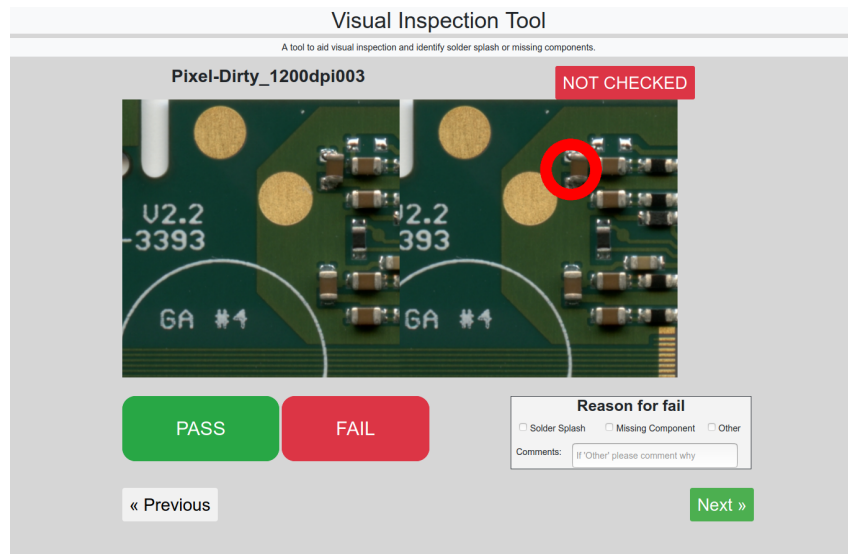 Visual Inspection Tool
A tool to aid visual inspection and identify solder splash or missing components.
Pixel-Dirty_1200dpi003
NOT CHECKED
V2.2
-3393
GA #4
2.2
393
GA #4
PASS
FAIL
Reason for fail
Solder Splash
Missing Component
Other
Comments:
If 'Other' please comment why
« Previous
Next »